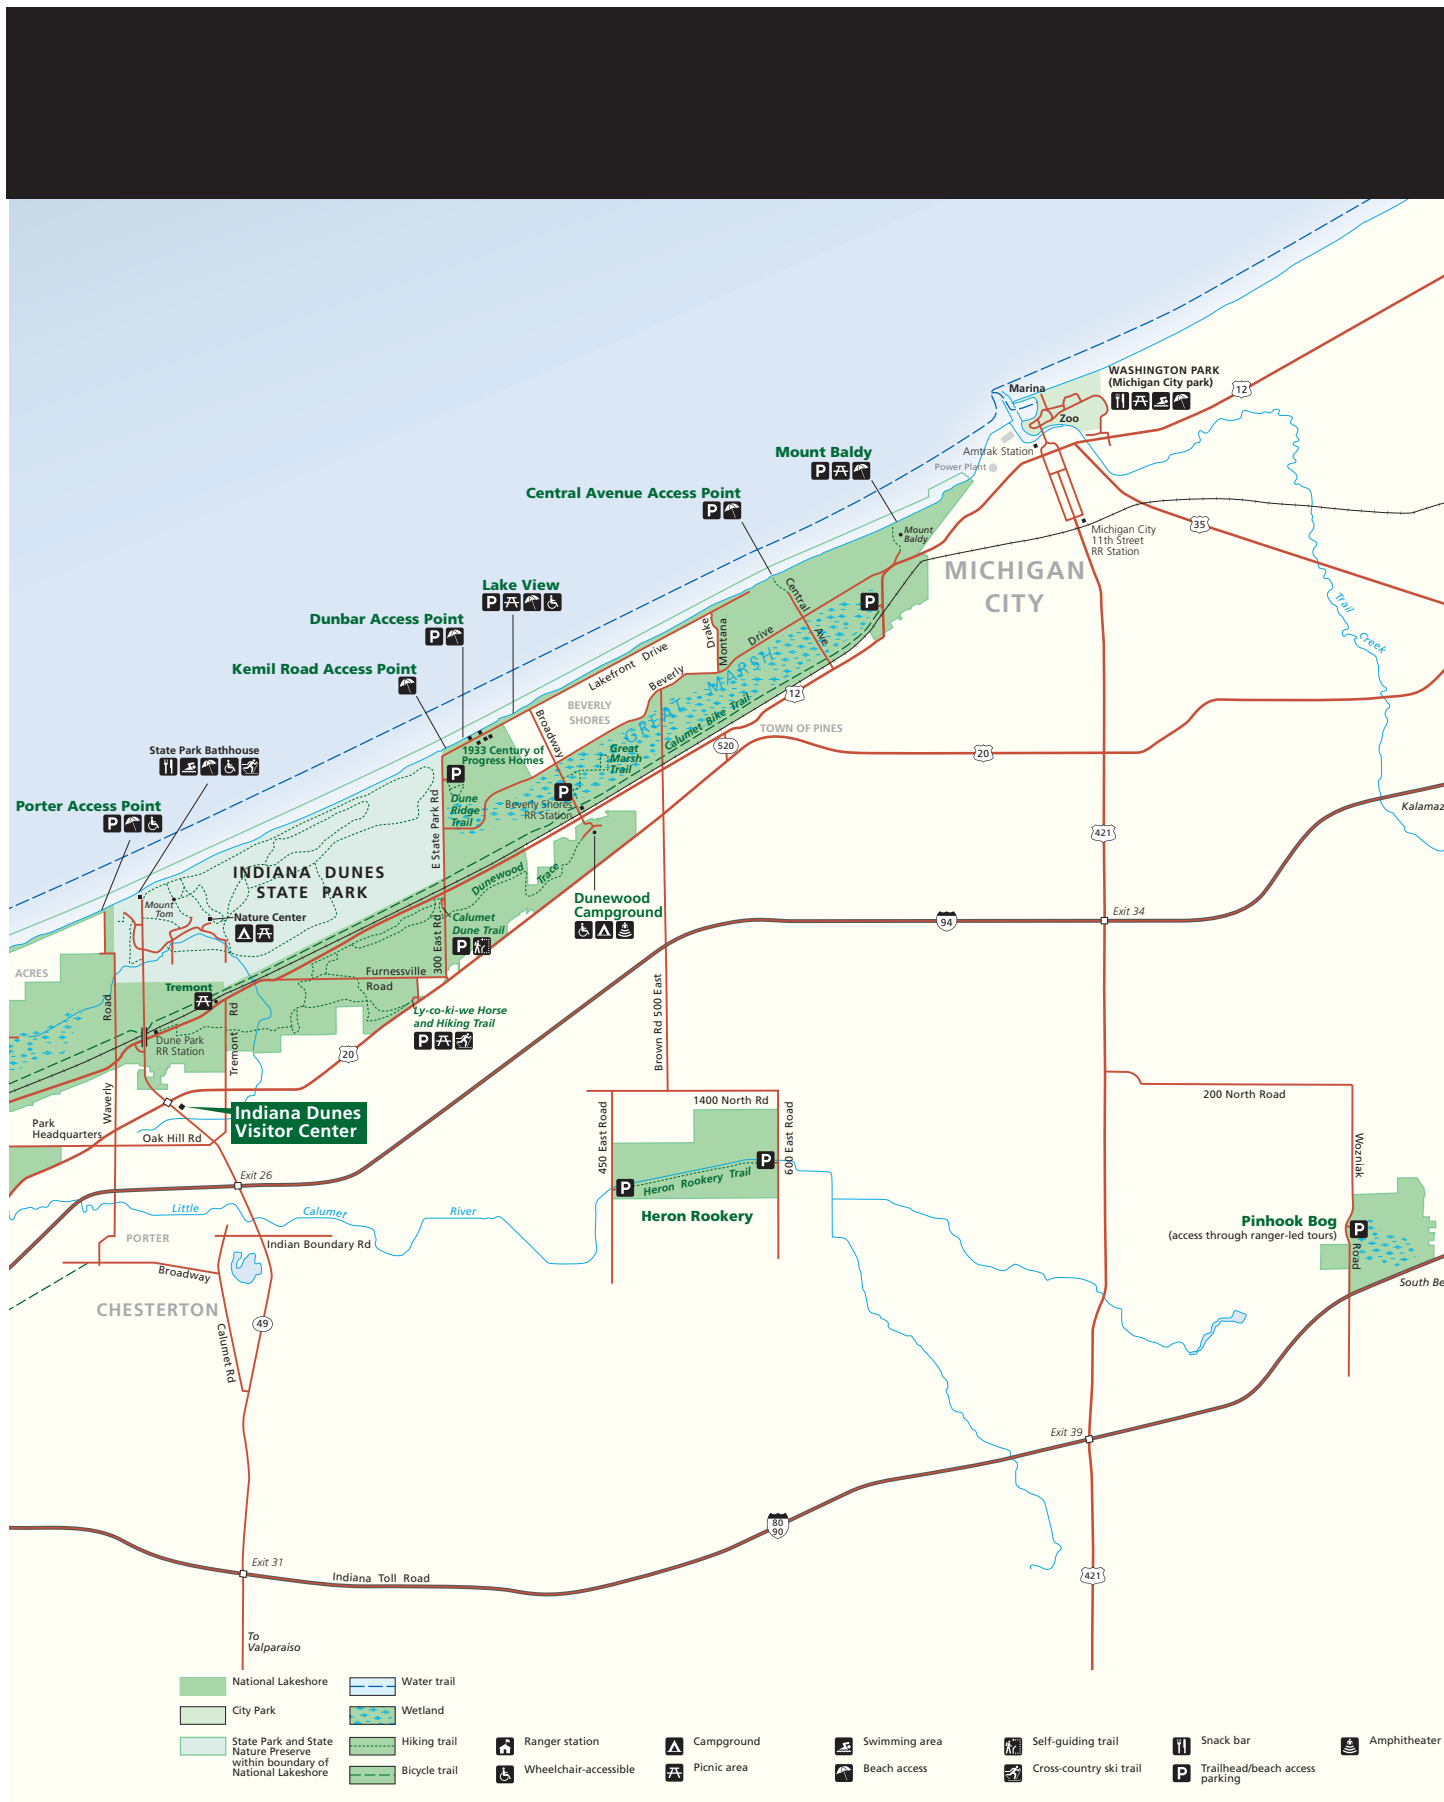 WASHINGTON PARK
(Michigan City park)
Marina
Zoo
12
Amtrak Station
Power Plant
Mount Baldy
Central Avenue Access Point
Mount
Baldy
Michigan City
11th Street
RR Station
35
MICHIGAN
CITY
Trail
Creek
Lake View
P
Dunbar Access Point
P
Kemil Road Access Point
Central
Ave
Drake
Montana
Drive
Lakefront Drive
Beverly
BEVERLY
SHORES
GREAT MARSH
Calumet Bike Trail
12
TOWN OF PINES
520
20
Broadway
1933 Century of
Progress Homes
Great
Marsh
Trail
P
Dune
Ridge
Trail
P
Beverly Shores
RR Station
State Park Bathhouse
Porter Access Point
P
E State Park Rd
421
Kalamaz
INDIANA DUNES
STATE PARK
Mount
Tom
Nature Center
Dunewood
Trace
Dunewood
Campground
Calumet
Dune Trail
P
300 East Rd
94
Exit 34
ACRES
Furnessville
Road
Tremont
Road
Rd
Tremont
Dune Park
RR Station
Ly-co-ki-we Horse
and Hiking Trail
P
20
Brown Rd 500 East
Waverly
Indiana Dunes
Visitor Center
Park
Headquarters
Oak Hill Rd
1400 North Rd
200 North Road
450 East Road
600 East Road
P
P
Heron Rookery Trail
Heron Rookery
Wozniak
Road
Exit 26
Little Calumet River
PORTER
Indian Boundary Rd
Broadway
CHESTERTON
Calumet Rd
49
Pinhook Bog
(access through ranger-led tours)
P
South Be
Exit 39
80
90
Exit 31
Indiana Toll Road
421
To
Valparaiso
National Lakeshore
Water trail
City Park
Wetland
State Park and State
Nature Preserve
within boundary of
National Lakeshore
Hiking trail
Bicycle trail
Ranger station
Wheelchair-accessible
Campground
Picnic area
Swimming area
Beach access
Self-guiding trail
Cross-country ski trail
Snack bar
P
Trailhead/beach access
parking
Amphitheater